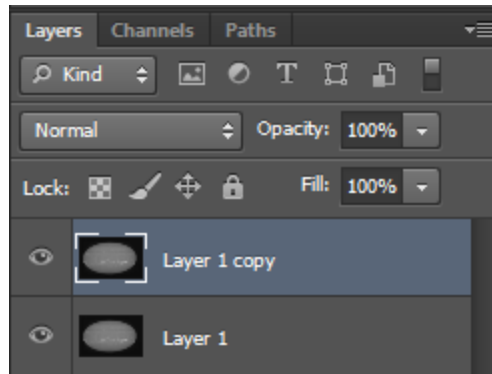 Layers Channels Paths
Kind T
Normal Opacity: 100%
Lock: Fill: 100%
Layer 1 copy
Layer 1